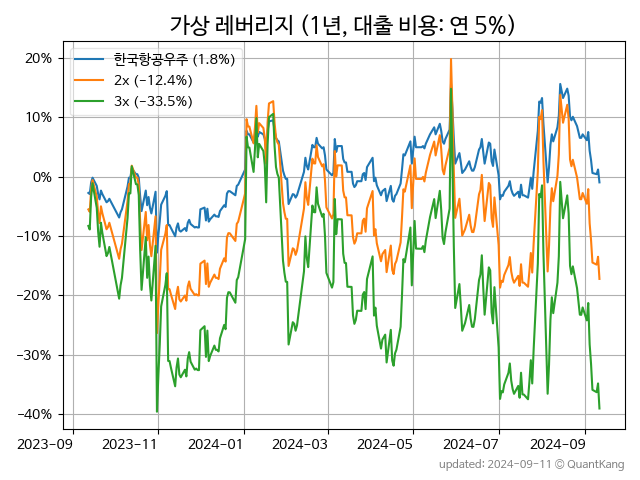 가상 레버리지 (1년, 대출 비용: 연 5%)
한국항공우주 (1.8%)
2x (−12.4%)
3x (−33.5%)
20%
10%
0%
−10%
−20%
−30%
−40%
2023-09 2023-11 2024-01 2024-03 2024-05 2024-07 2024-09
updated: 2024-09-11 © QuantKang